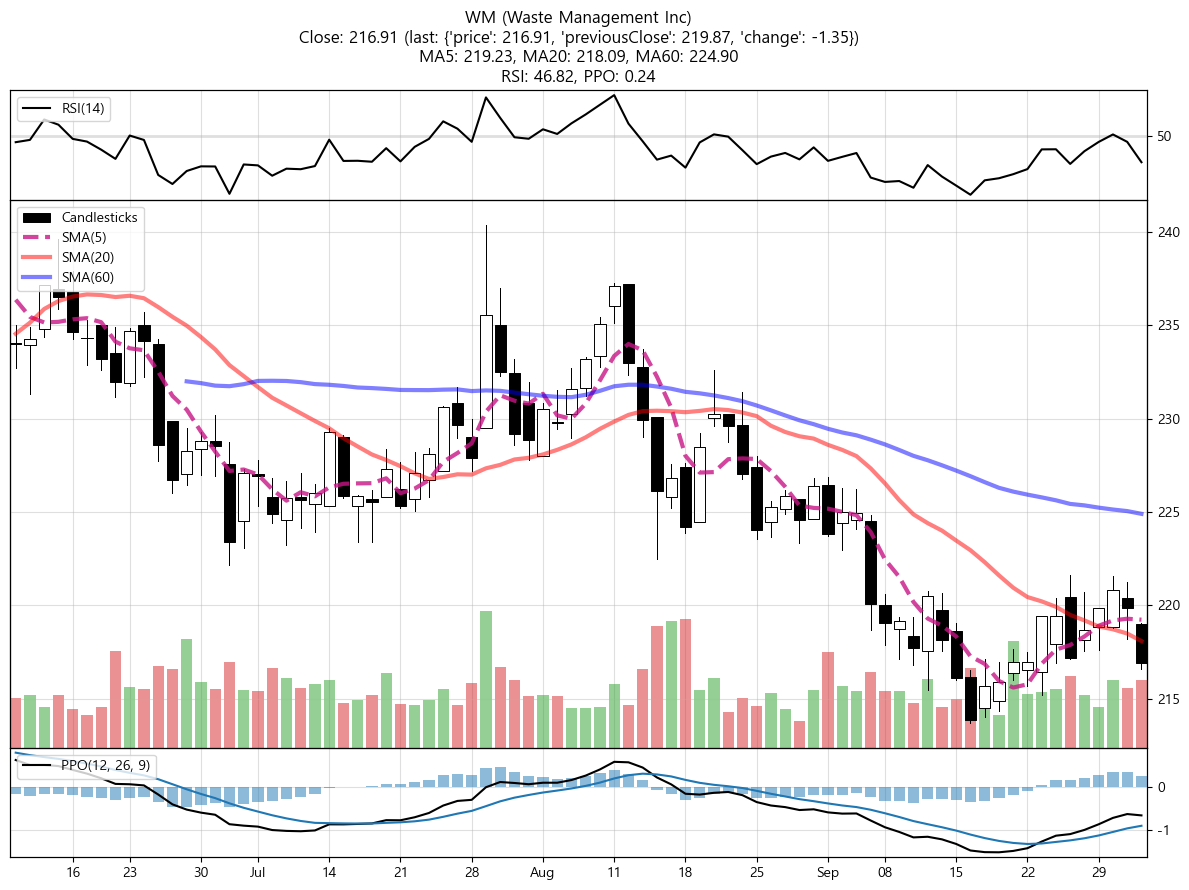 WM (Waste Management Inc)
Close: 216.91 (last: {'price': 216.91, 'previousClose': 219.87, 'change': -1.35})
MA5: 219.23, MA20: 218.09, MA60: 224.90
RSI: 46.82, PPO: 0.24
RSI(14)
50
Candlesticks
SMA(5)
SMA(20)
SMA(60)
240
235
230
225
220
215
PPO(12, 26, 9)
0
-1
16 23 30 Jul 14 21 28 Aug 11 18 25 Sep 08 15 22 29